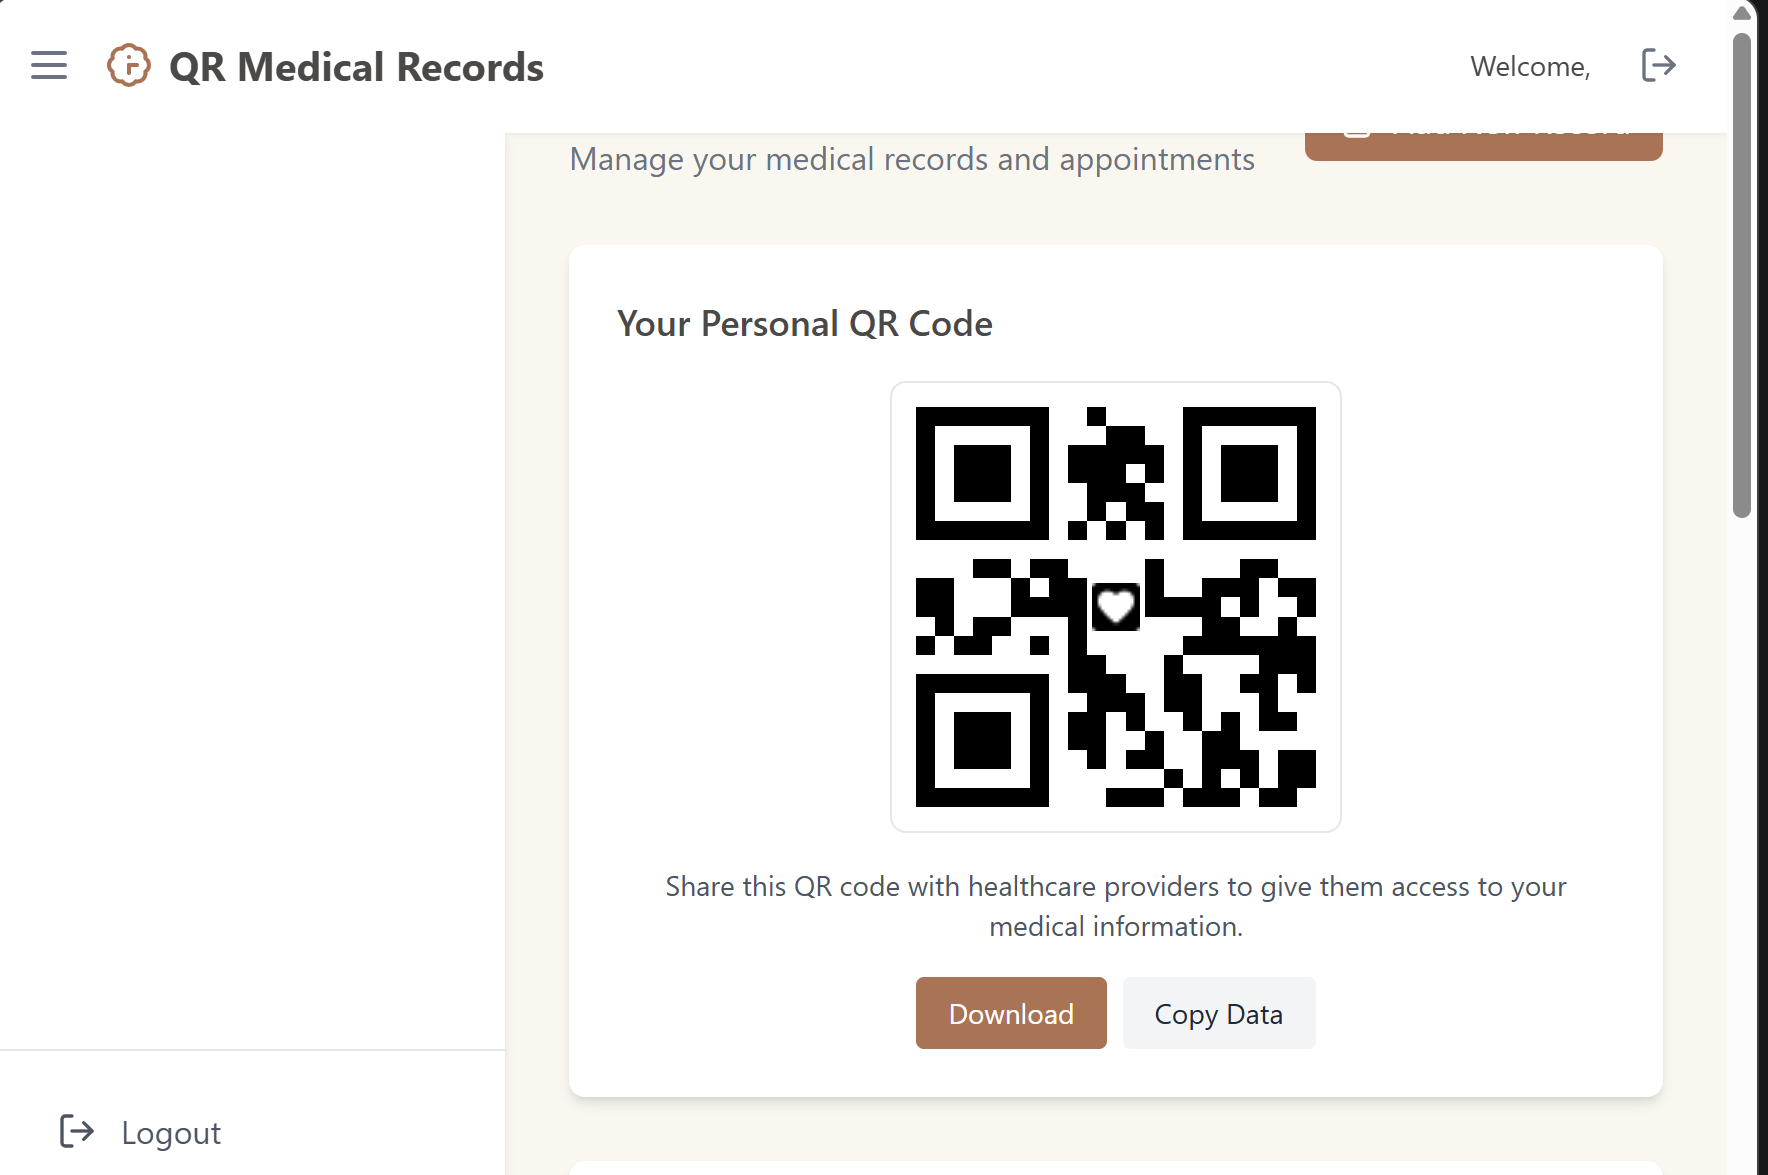 QR Medical Records
Welcome,
Manage your medical records and appointments
Your Personal QR Code
Share this QR code with healthcare providers to give them access to your
medical information.
Download
Copy Data
Logout